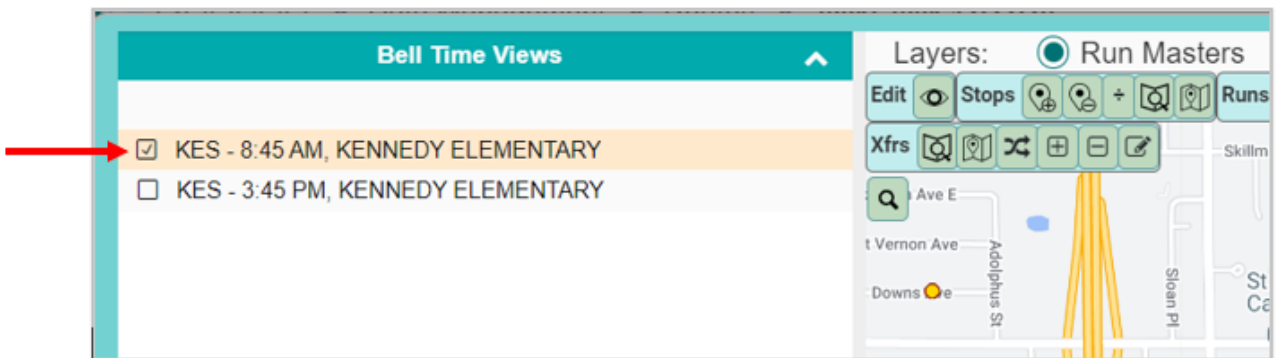 Bell Time Views
KES - 8:45 AM, KENNEDY ELEMENTARY
KES - 3:45 PM, KENNEDY ELEMENTARY
Layers: Run Masters
Edit Stops ÷ Runs
Xfrs
Skillm
Ave E
t Vernon Ave
Adolphus St
Downs
Sloan Pl
St
Ca